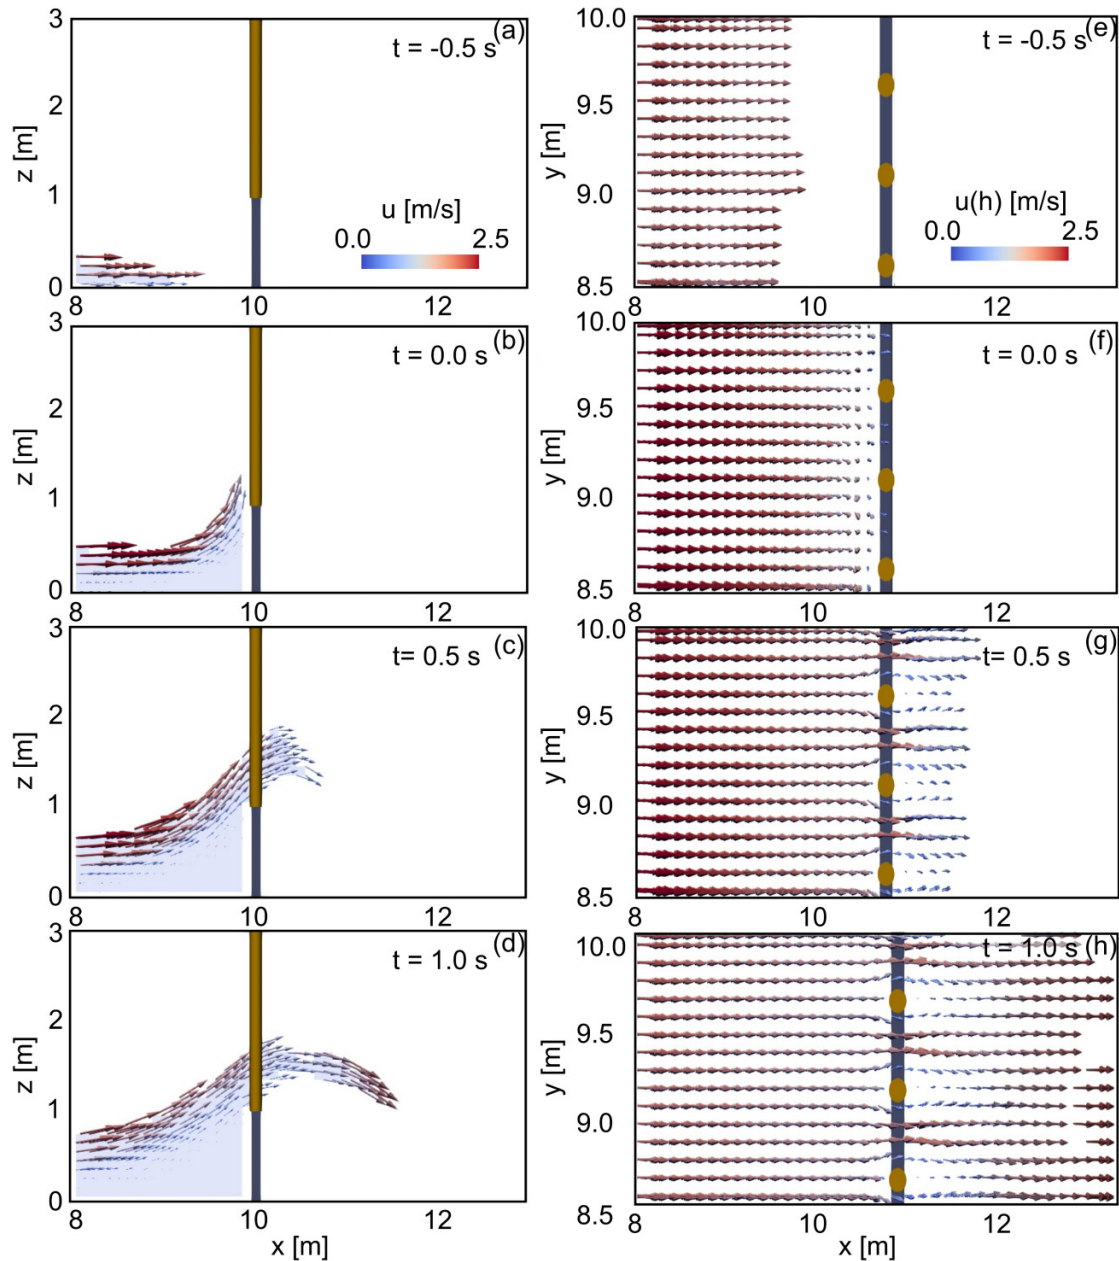 3
(a)
t = -0.5 s
2
z [m]
1
u [m/s]
0.0
2.5
0
8
10
12
10.0
(e)
t = -0.5 s
9.5
y [m]
9.0
u(h) [m/s]
0.0
2.5
8.5
8
10
12
3
(b)
t = 0.0 s
2
z [m]
1
0
8
10
12
10.0
(f)
t = 0.0 s
9.5
y [m]
9.0
8.5
8
10
12
3
(c)
t= 0.5 s
2
z [m]
1
0
8
10
12
10.0
(g)
t= 0.5 s
9.5
y [m]
9.0
8.5
8
10
12
3
(d)
t = 1.0 s
2
z [m]
1
0
8
10
12
x [m]
10.0
t = 1.0 s (h)
9.5
y [m]
9.0
8.5
8
10
12
x [m]